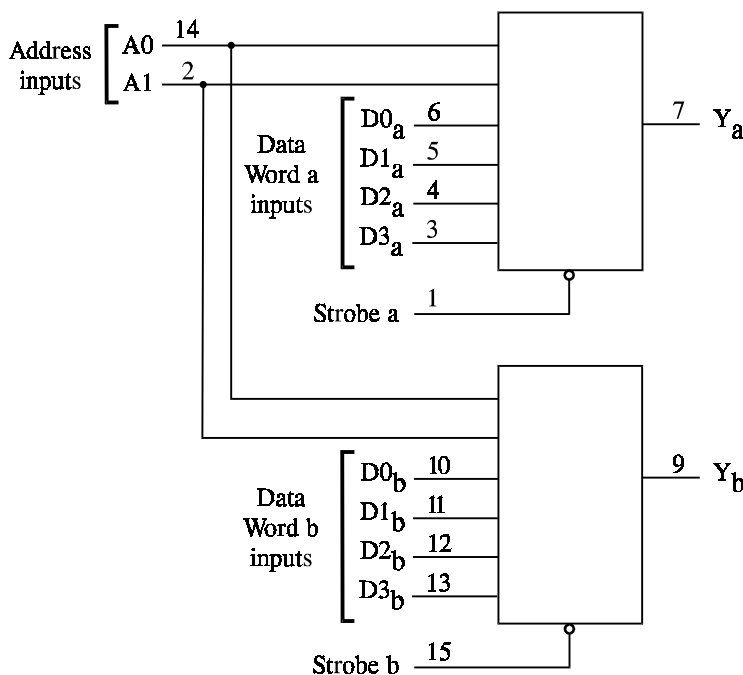 Address
inputs
A0 14
A1 2
Data
Word a
inputs
D0a 6
D1a 5
D2a 4
D3a 3
7 Ya
Strobe a 1
Data
Word b
inputs
D0b 10
D1b 11
D2b 12
D3b 13
9 Yb
Strobe b 15